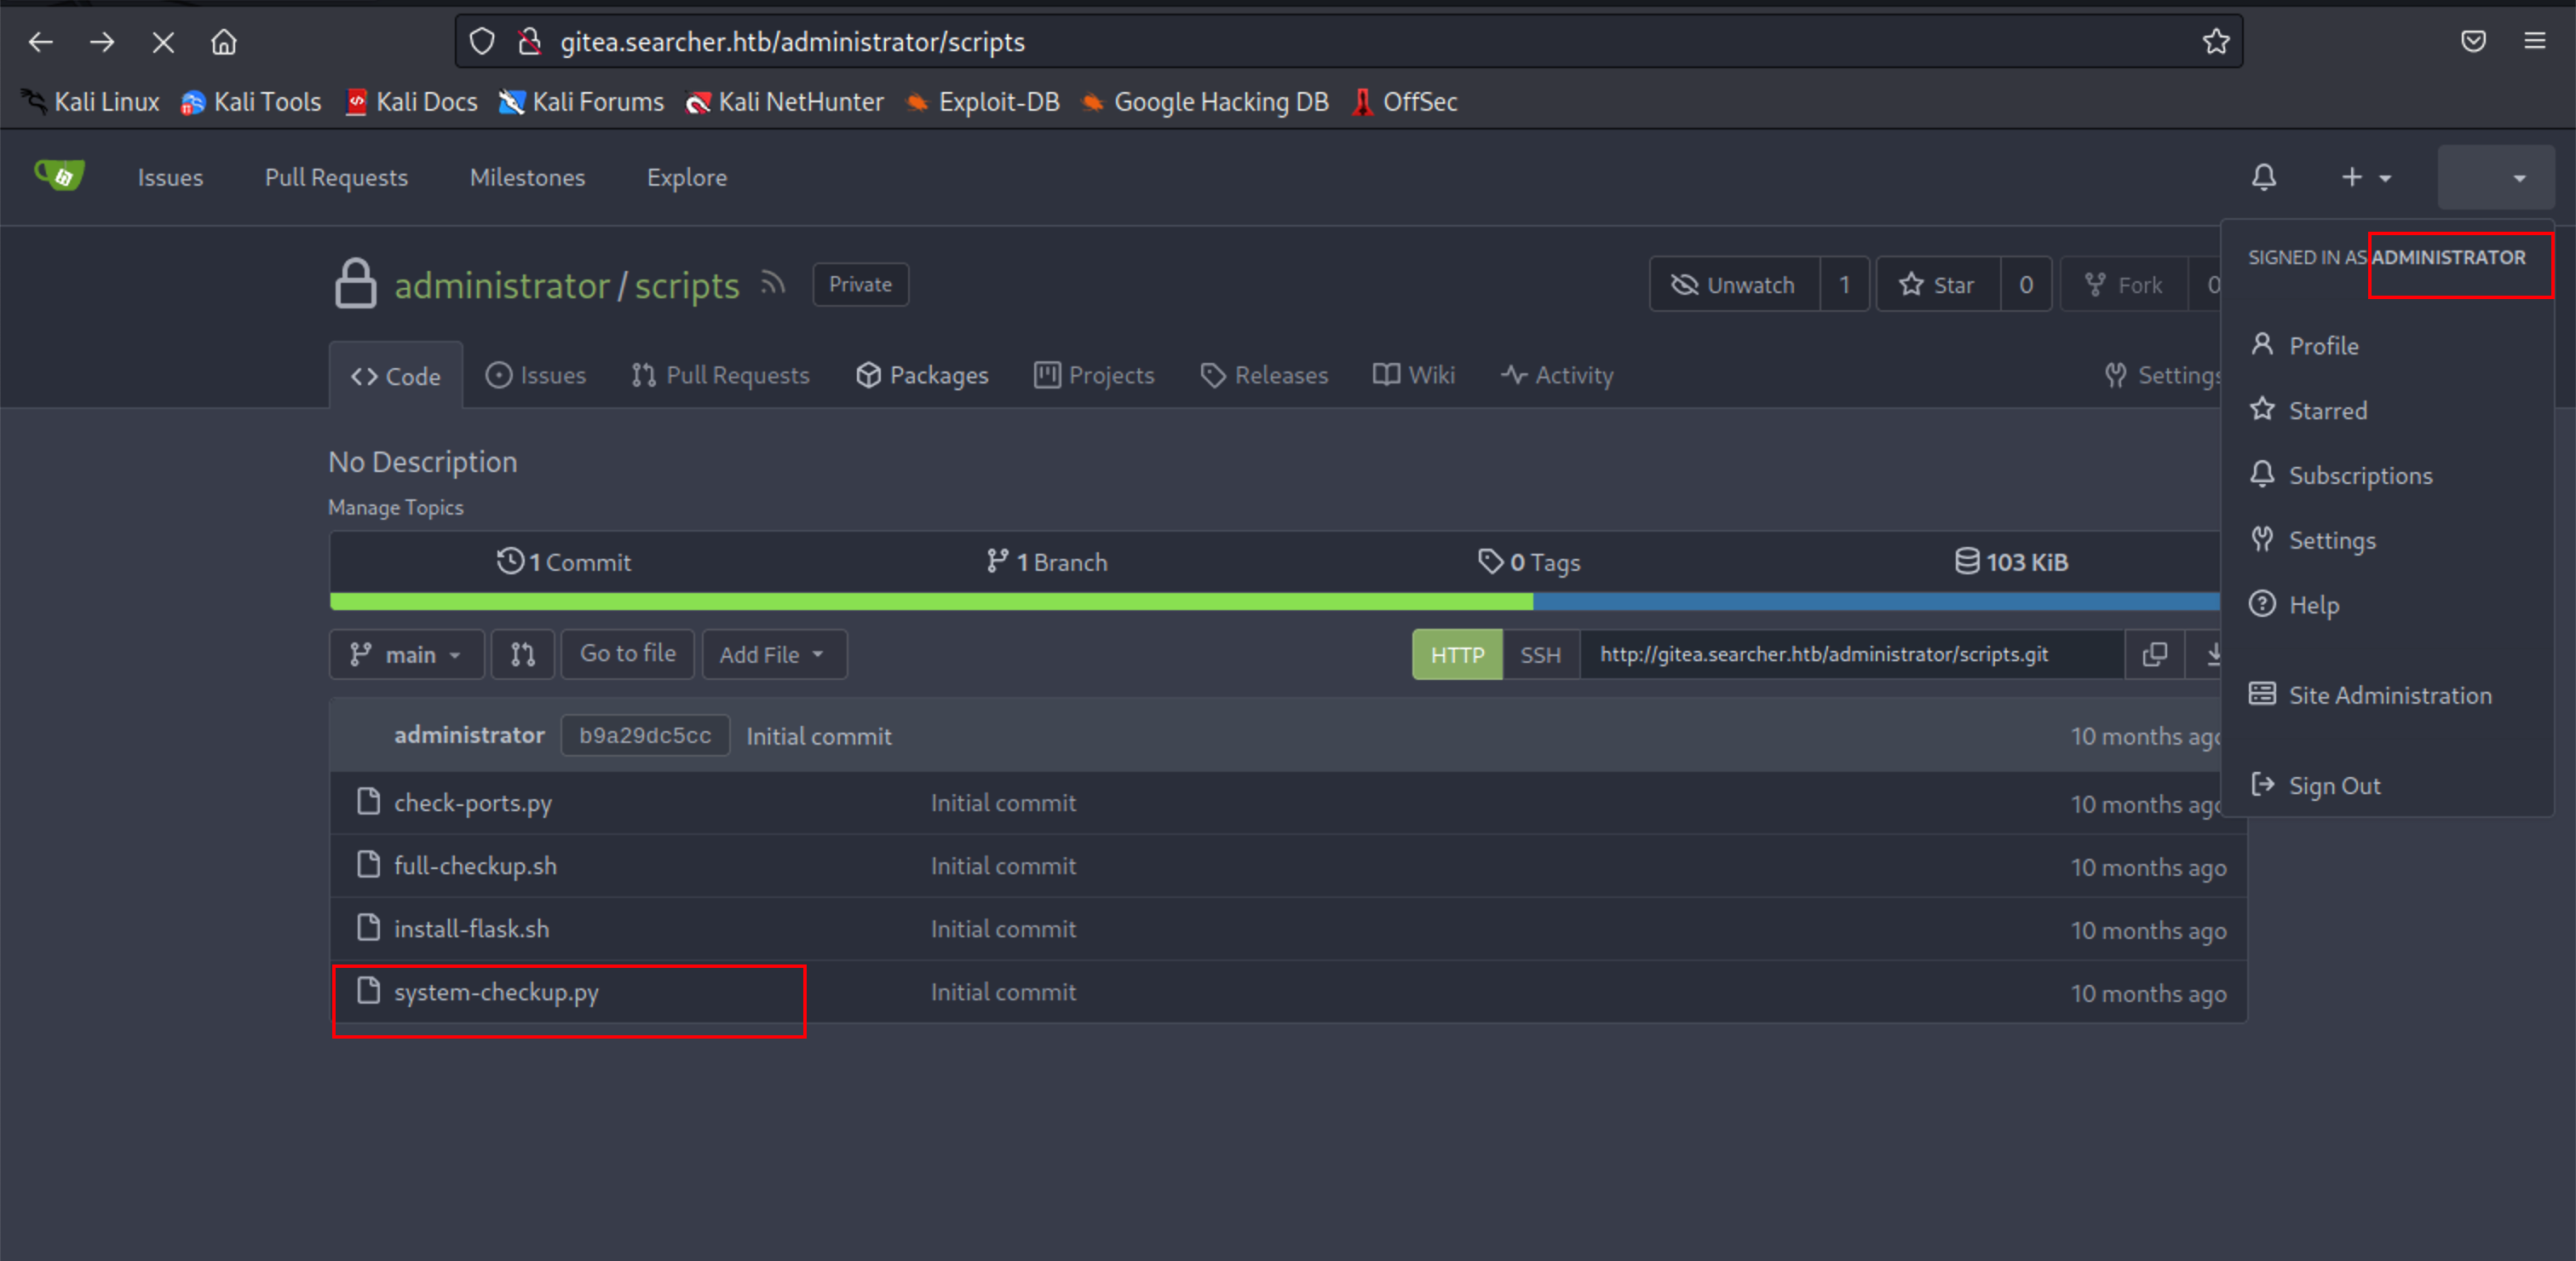 gitea.searcher.htb/administrator/scripts
Kali Linux Kali Tools Kali Docs Kali Forums Kali NetHunter Exploit-DB Google Hacking DB OffSec
Issues Pull Requests Milestones Explore
SIGNED IN AS ADMINISTRATOR
administrator / scripts Private Unwatch 1 Star 0 Fork 0
Profile
Code Issues Pull Requests Packages Projects Releases Wiki Activity Settings
Starred
No Description
Subscriptions
Manage Topics
Settings
1 Commit 1 Branch 0 Tags 103 KiB
Help
main Go to file Add File HTTP SSH http://gitea.searcher.htb/administrator/scripts.git
Site Administration
administrator b9a29dc5cc Initial commit 10 months ago
Sign Out
check-ports.py Initial commit 10 months ago
full-checkup.sh Initial commit 10 months ago
install-flask.sh Initial commit 10 months ago
system-checkup.py Initial commit 10 months ago